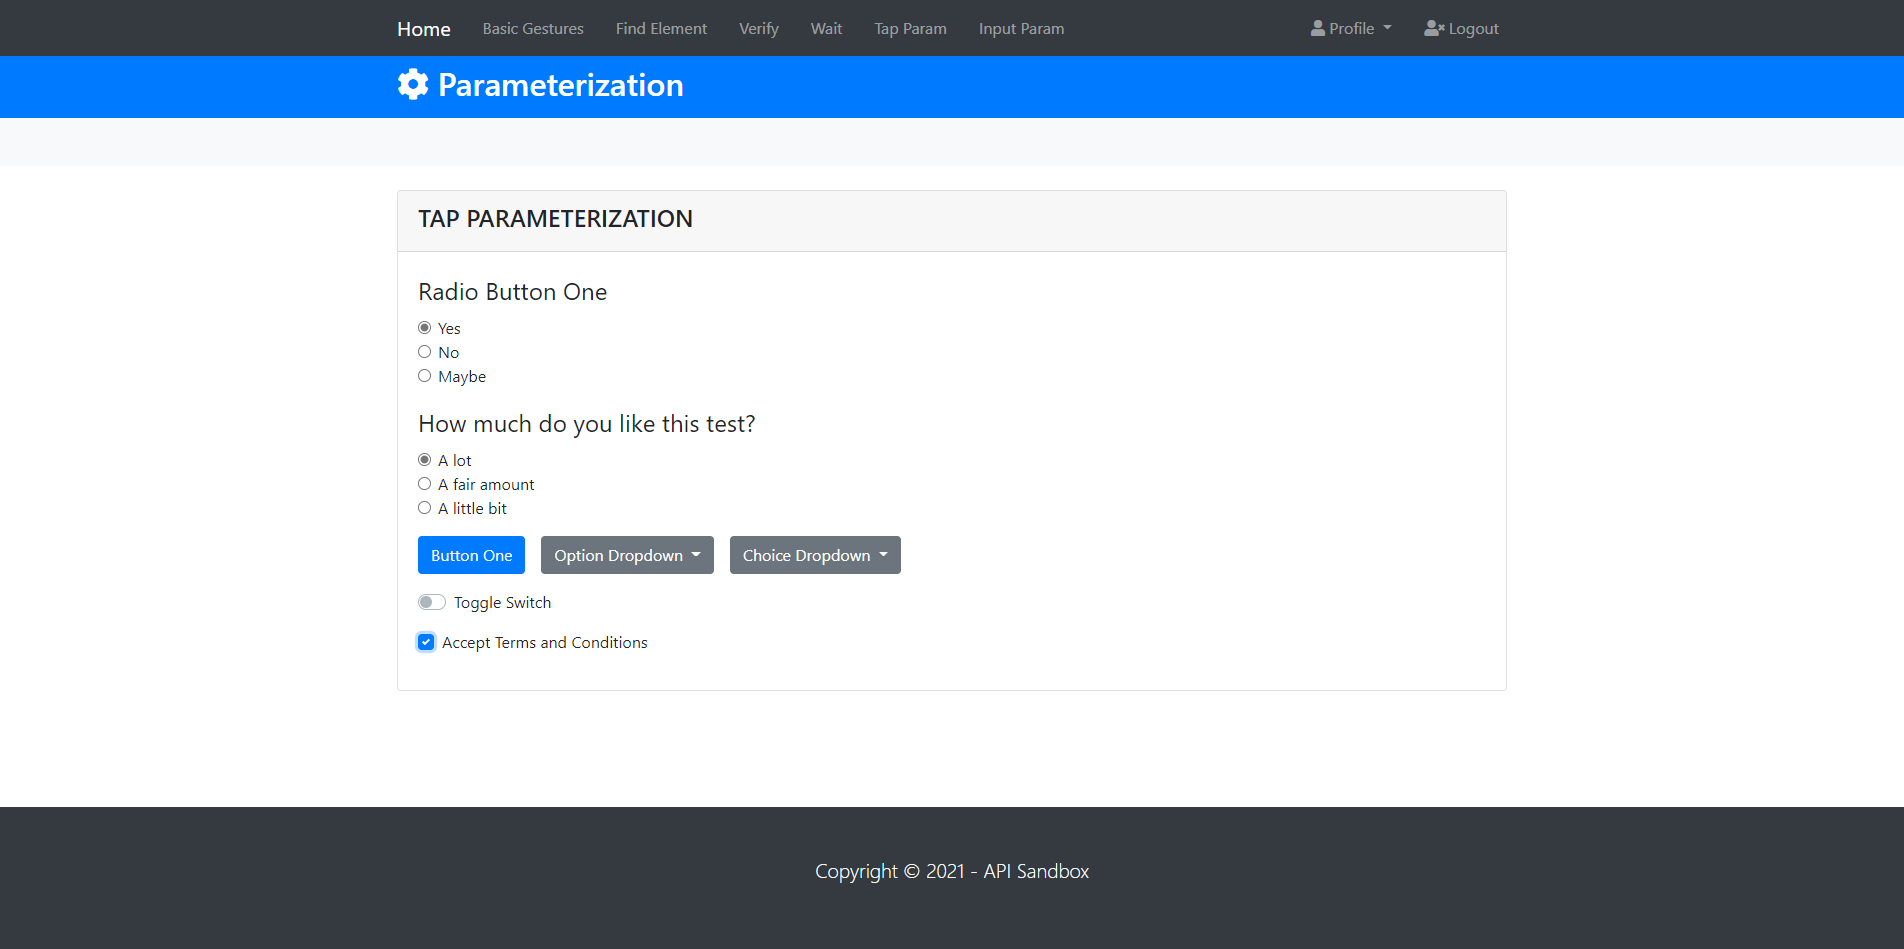 Home Basic Gestures Find Element Verify Wait Tap Param Input Param Profile Logout
Parameterization
TAP PARAMETERIZATION
Radio Button One
Yes
No
Maybe
How much do you like this test?
A lot
A fair amount
A little bit
Button One Option Dropdown Choice Dropdown
Toggle Switch
Accept Terms and Conditions
Copyright © 2021 - API Sandbox